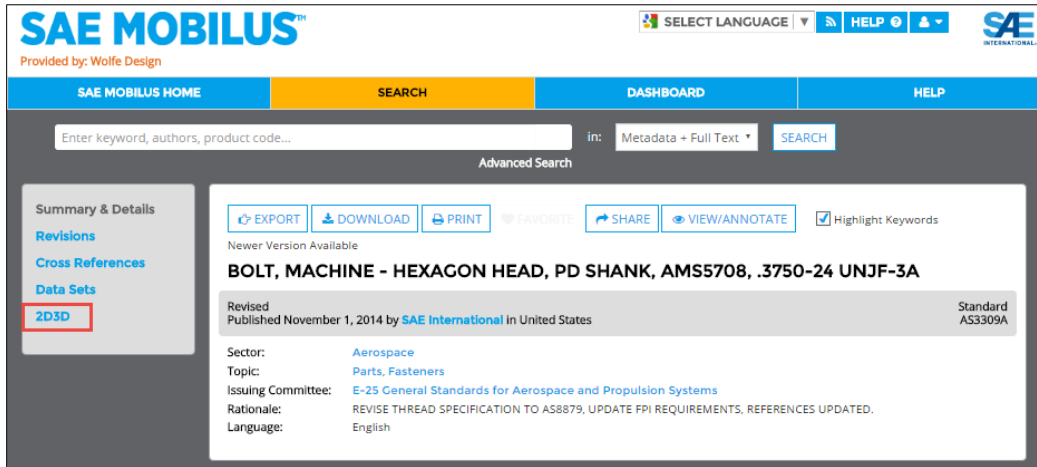 SAE MOBILUS™
Provided by: Wolfe Design
SELECT LANGUAGE ▼ HELP
SAE
INTERNATIONAL
SAE MOBILUS HOME SEARCH DASHBOARD HELP
Enter keyword, authors, product code... in: Metadata + Full Text SEARCH
Advanced Search
Summary & Details
Revisions
Cross References
Data Sets
2D3D
EXPORT DOWNLOAD PRINT FAVORITE SHARE VIEW/ANNOTATE Highlight Keywords
Newer Version Available
BOLT, MACHINE - HEXAGON HEAD, PD SHANK, AMS5708, .3750-24 UNJF-3A
Revised Standard
Published November 1, 2014 by SAE International in United States AS3309A
Sector: Aerospace
Topic: Parts, Fasteners
Issuing Committee: E-25 General Standards for Aerospace and Propulsion Systems
Rationale: REVISE THREAD SPECIFICATION TO AS8879, UPDATE FPI REQUIREMENTS, REFERENCES UPDATED.
Language: English